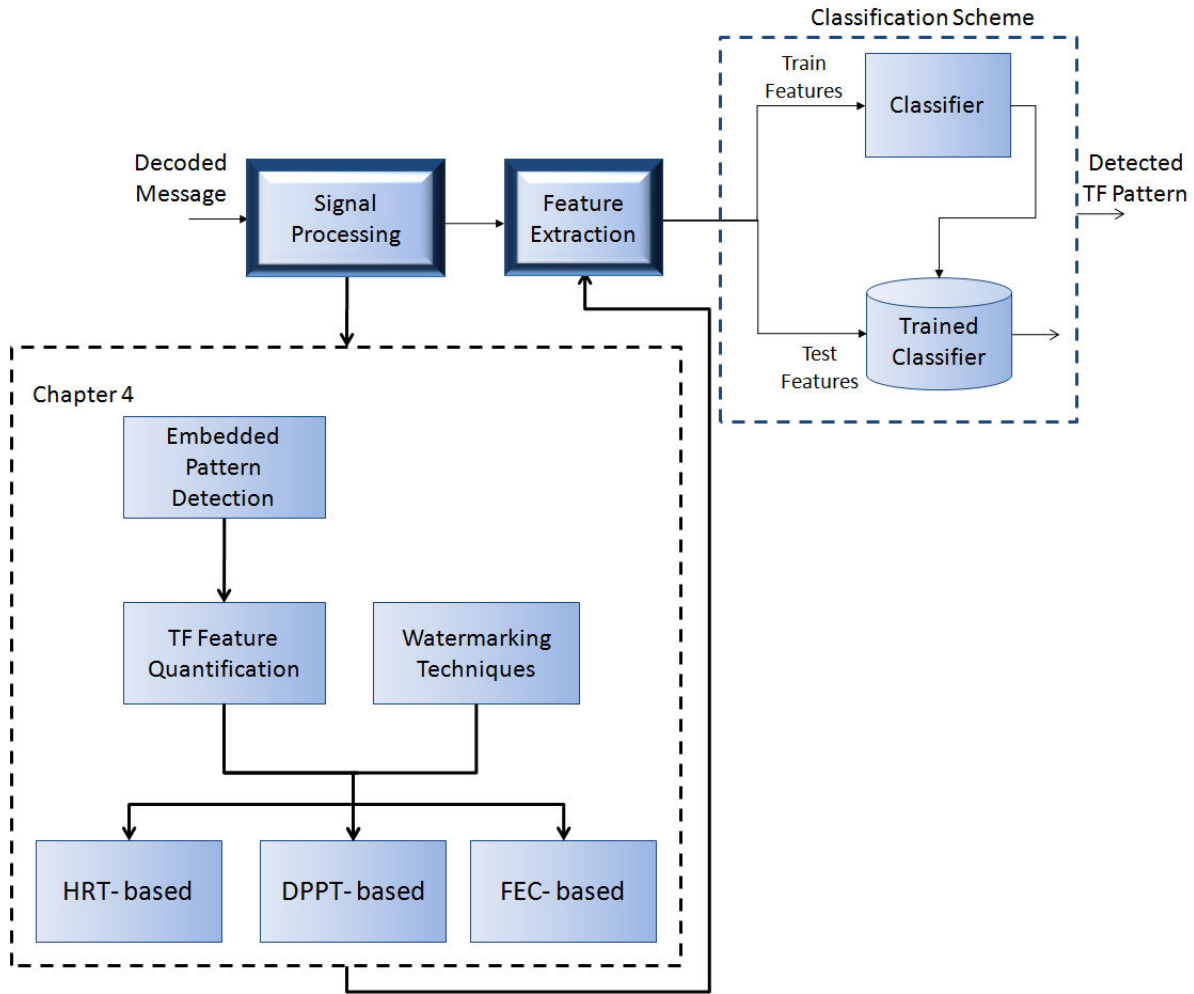 Classification Scheme
Train
Features
Classifier
Decoded
Message
Signal
Processing
Feature
Extraction
Detected
TF Pattern
Trained
Classifier
Test
Features
Chapter 4
Embedded
Pattern
Detection
TF Feature
Quantification
Watermarking
Techniques
HRT- based
DPPT- based
FEC- based